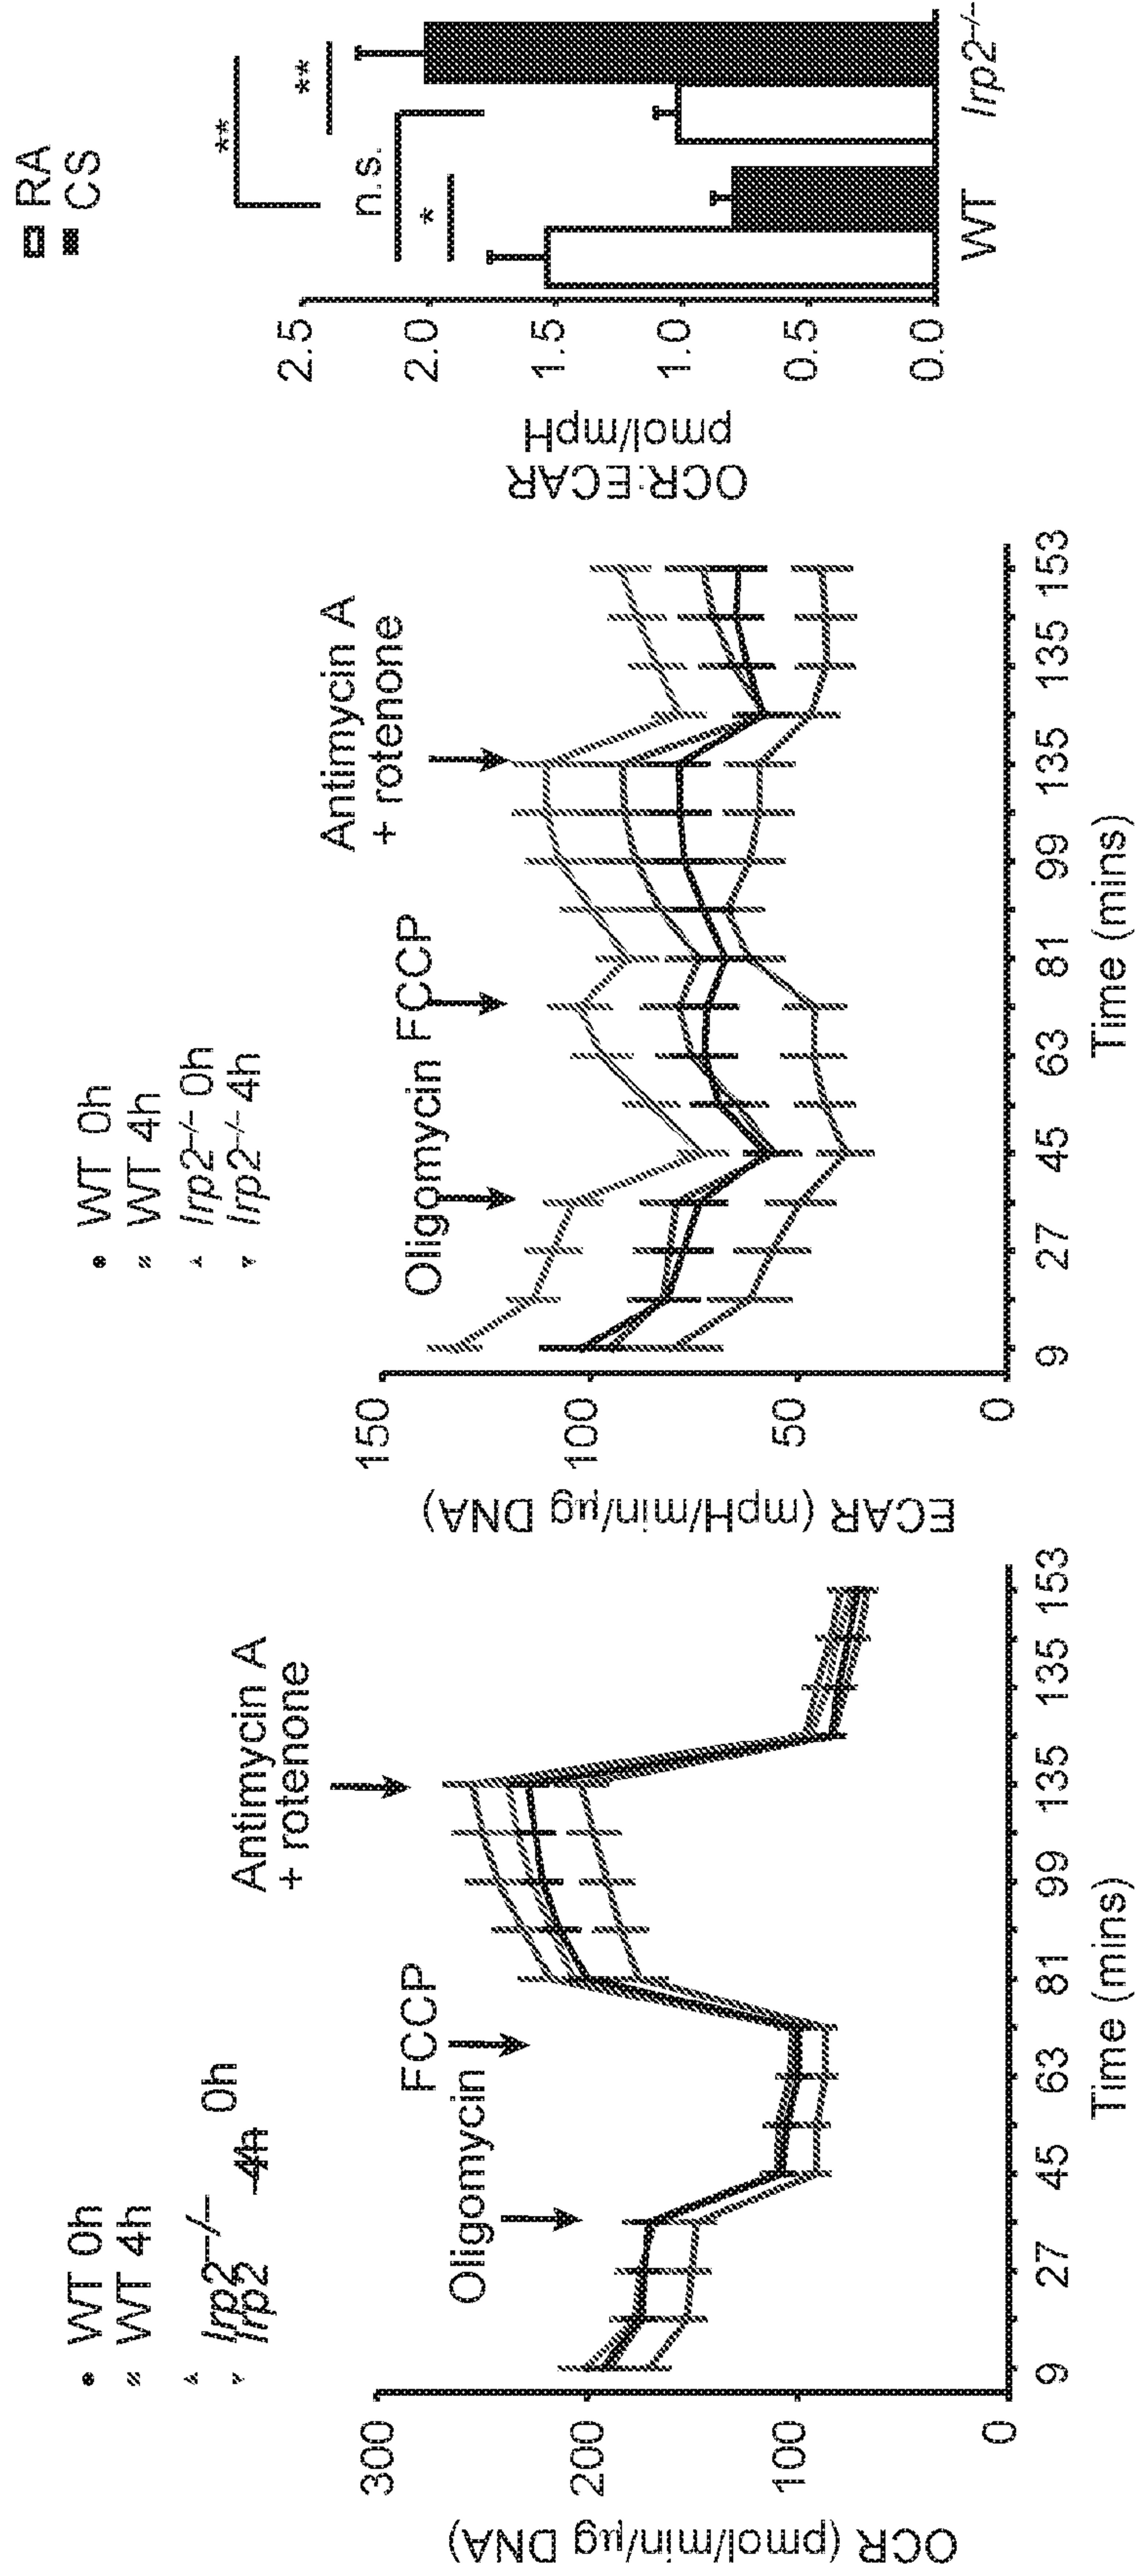 WT 0h
WT 4h
Irp2-/- 0h
Irp2 4h
Antimycin A
+ rotenone
FCCP
Oligomycin
OCR (pmol/min/µg DNA)
300
200
100
0
9 27 45 63 81 99 135 135 153
Time (mins)
WT 0h
WT 4h
Irp2-/- 0h
Irp2-/- 4h
Antimycin A
+ rotenone
Oligomycin FCCP
ECAR (mpH/min/µg DNA)
150
100
50
0
9 27 45 63 81 99 135 135 153
Time (mins)
RA
CS
**
**
n.s.
*
OCR:ECAR
pmol/mpH
2.5
2.0
1.5
1.0
0.5
0.0
WT Irp2-/-